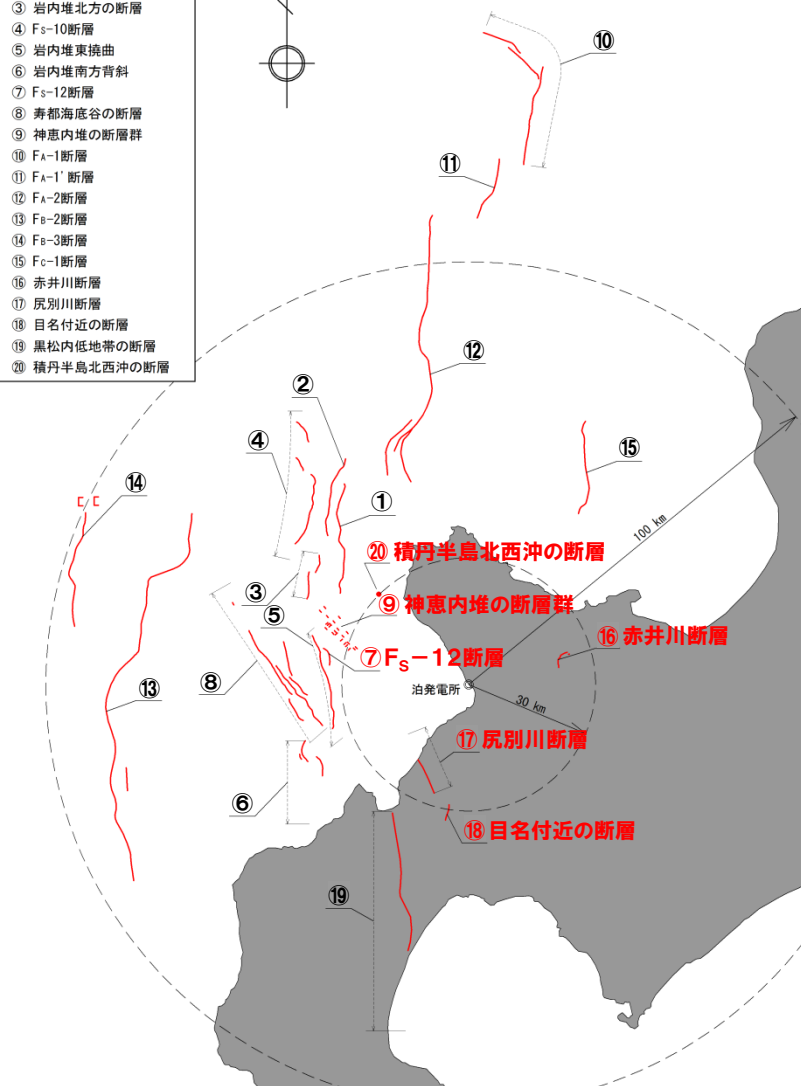 ③ 岩内堆北方の断層
④ Fs-10断層
⑤ 岩内堆東撓曲
⑥ 岩内堆南方背斜
⑦ Fs-12断層
⑧ 寿都海底谷の断層
⑨ 神恵内堆の断層群
⑩ FA-1断層
⑪ FA-1'断層
⑫ FA-2断層
⑬ FB-2断層
⑭ FB-3断層
⑮ FC-1断層
⑯ 赤井川断層
⑰ 尻別川断層
⑱ 目名付近の断層
⑲ 黒松内低地帯の断層
⑳ 積丹半島北西沖の断層
⑩
⑪
⑫
②
④
⑮
⑭
①
100 km
⑳ 積丹半島北西沖の断層
③
⑨ 神恵内堆の断層群
⑤
⑯ 赤井川断層
⑦ FS-12断層
⑧
泊発電所
⑬
30 km
⑰ 尻別川断層
⑥
⑱ 目名付近の断層
⑲